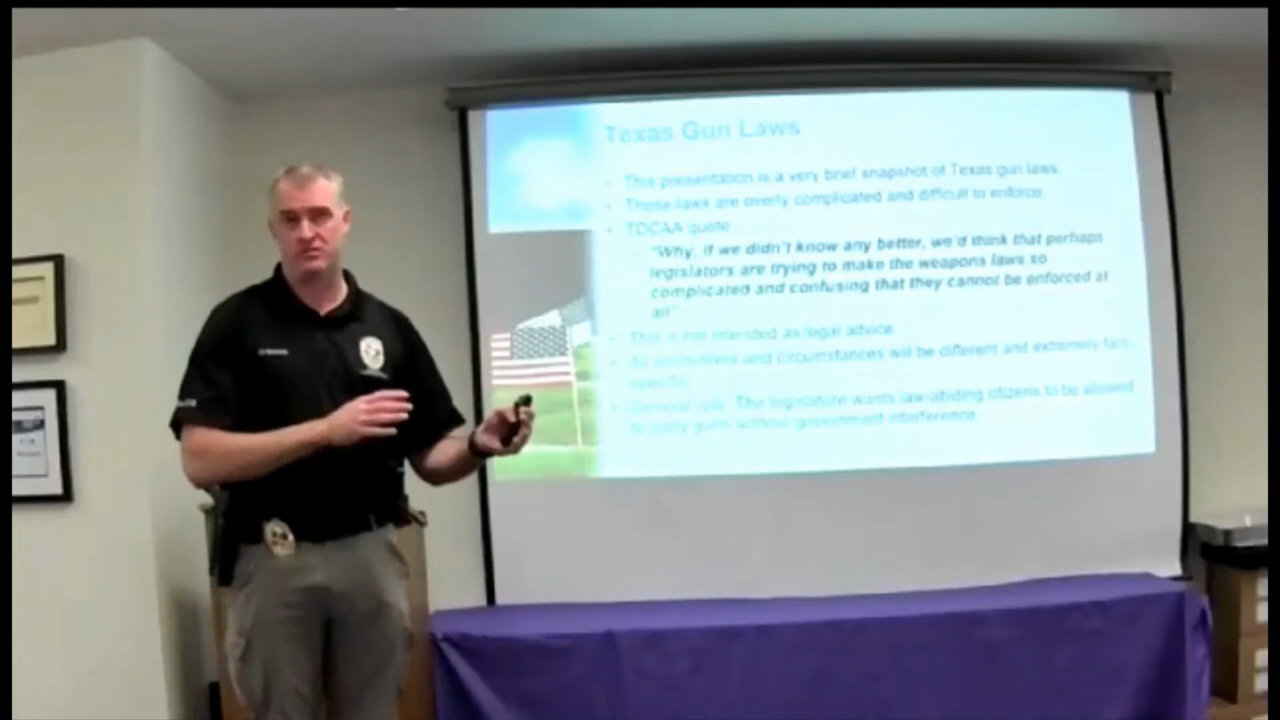 Texas Gun Laws
This presentation is a very brief snapshot of Texas gun laws.
These laws are overly complicated and difficult to enforce
TDCAA quote
"Why, if we didn't know any better, we'd think that perhaps
legislators are trying to make the weapons laws so
complicated and confusing that they cannot be enforced at
all"
This is not intended as legal advice
and circumstances will be different and extremely fact
specific
General rule: The legislature wants law-abiding citizens to be allowed
to carry guns without government interference.